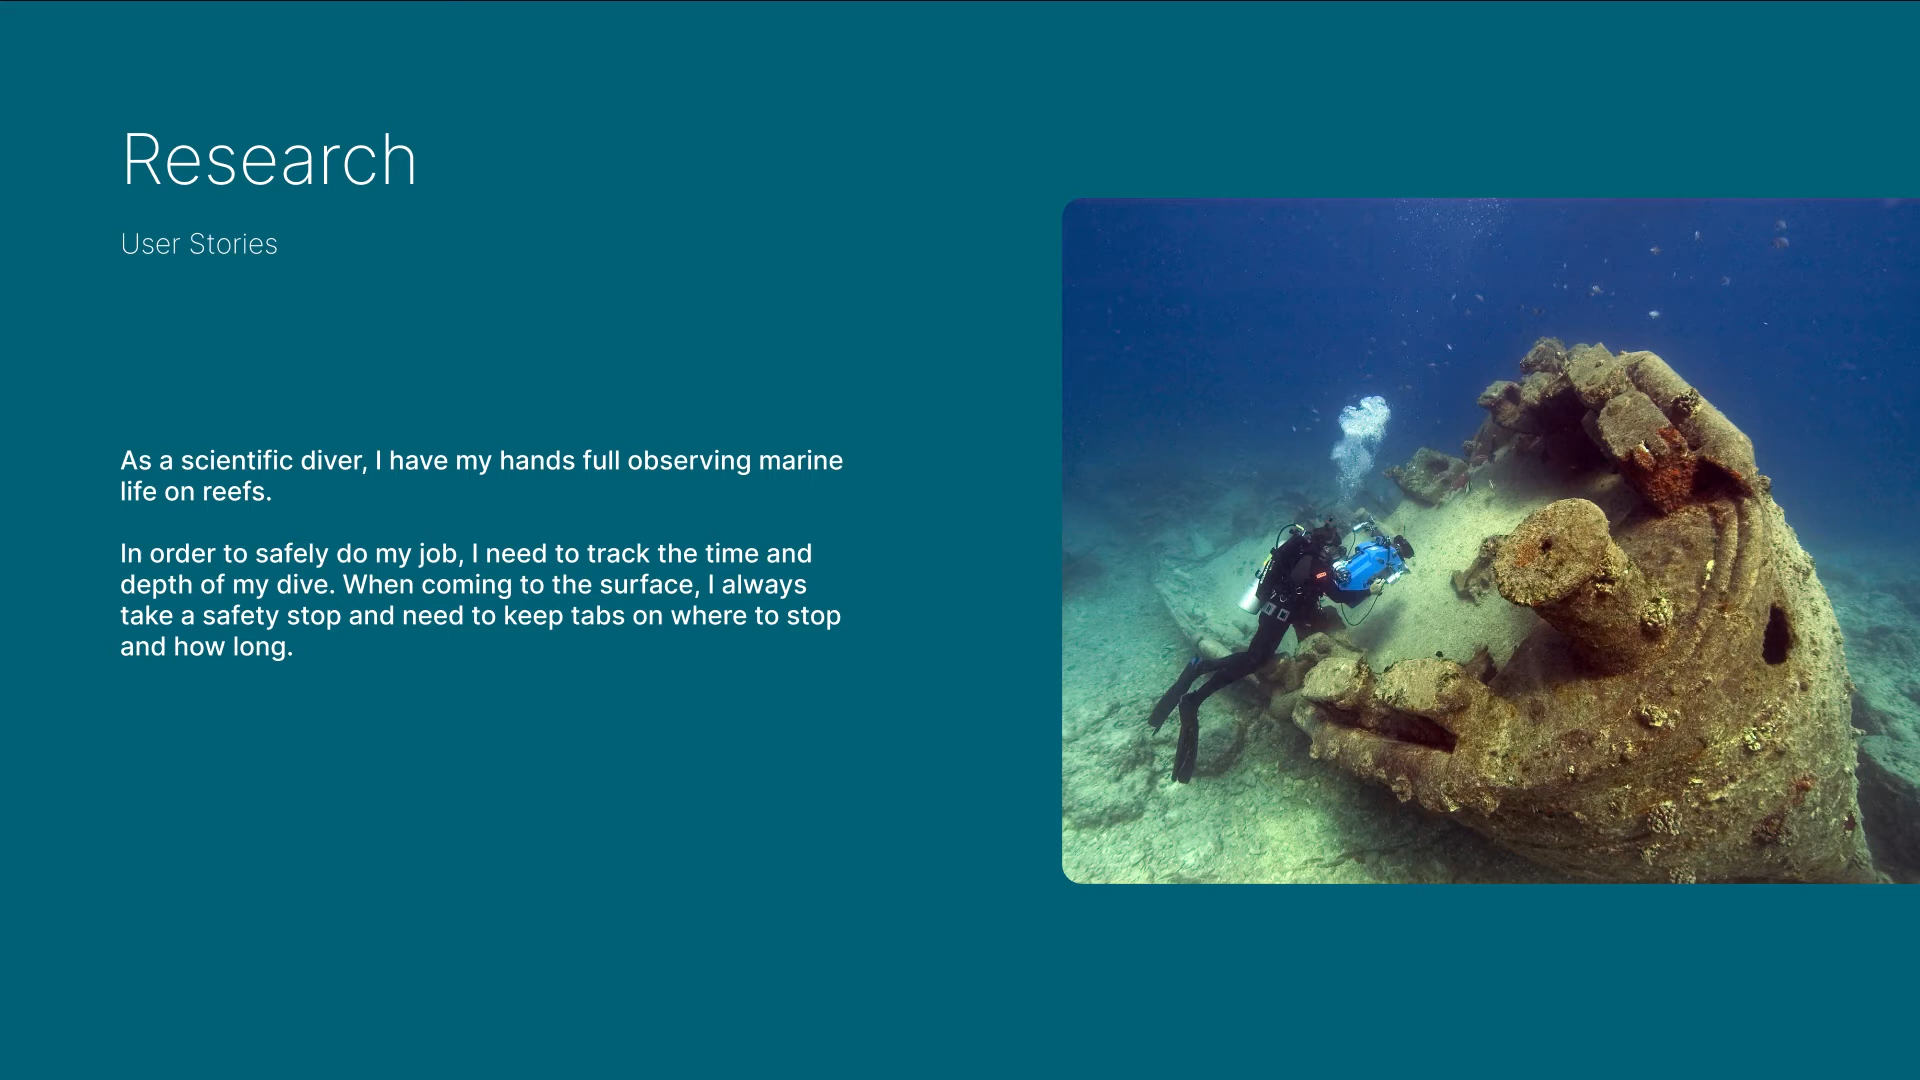 Research
User Stories
As a scientific diver, I have my hands full observing marine
life on reefs.
In order to safely do my job, I need to track the time and
depth of my dive. When coming to the surface, I always
take a safety stop and need to keep tabs on where to stop
and how long.